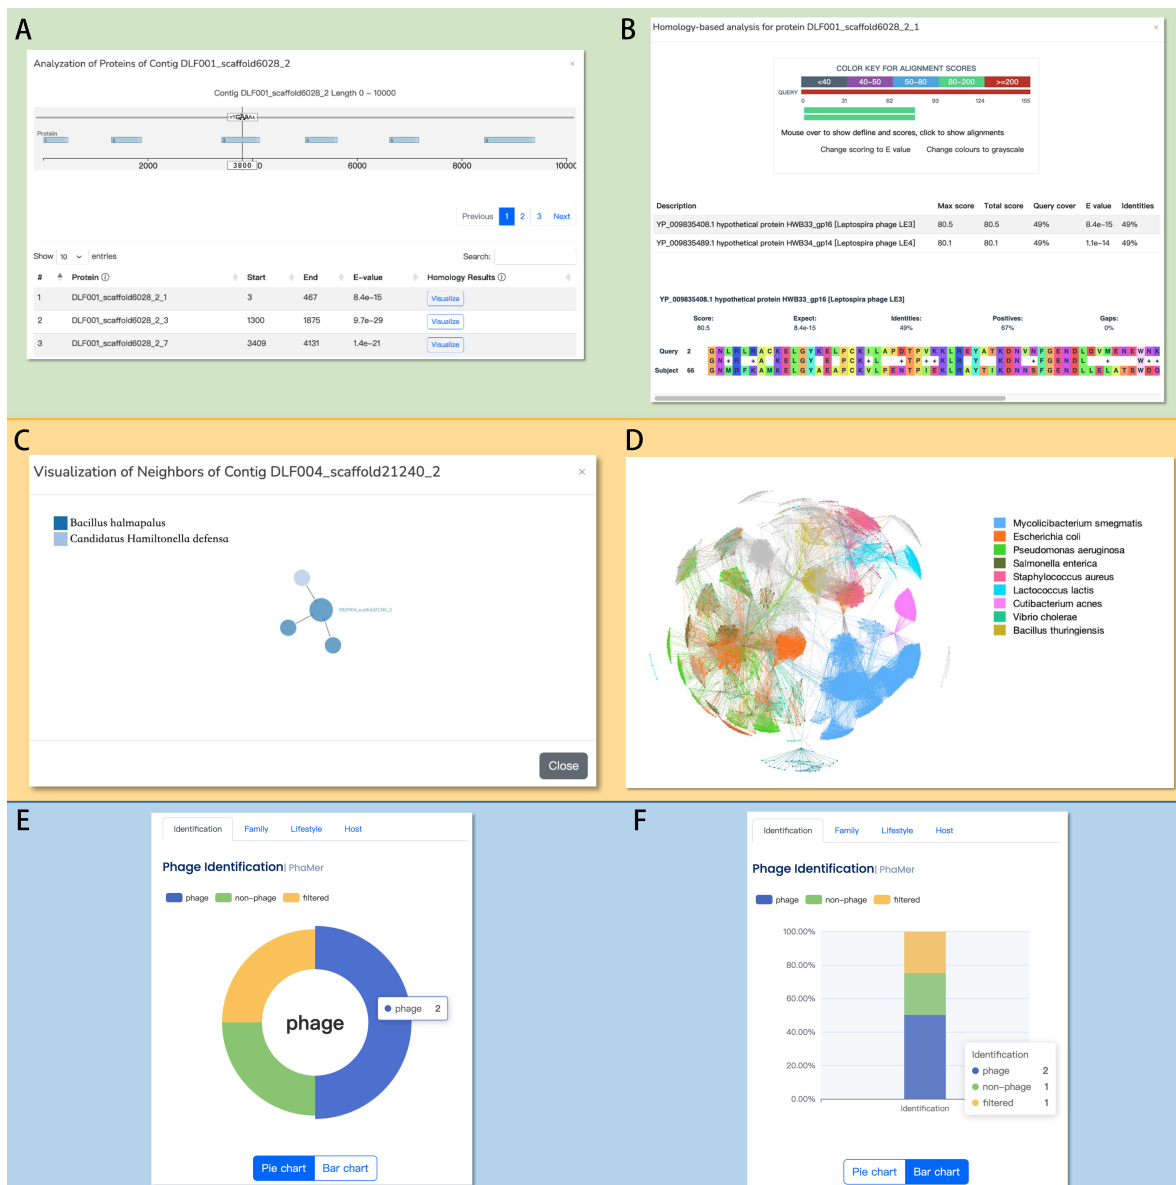 A
Analyzation of Proteins of Contig DLF001_scaffold6028_2 ×
Contig DLF001_scaffold6028_2 Length 0 - 10000
Protein
2000 3800 0 6000 8000 10000
Previous 1 2 3 Next
Show 10 entries Search:
# Protein Start End E-value Homology Results
1 DLF001_scaffold6028_2_1 3 467 8.4e-15 Visualize
2 DLF001_scaffold6028_2_3 1300 1875 9.7e-29 Visualize
3 DLF001_scaffold6028_2_7 3409 4131 1.4e-21 Visualize
B
Homology-based analysis for protein DLF001_scaffold6028_2_1 ×
COLOR KEY FOR ALIGNMENT SCORES
<40 40-50 50-80 80-200 >=200
QUERY
0 31 62 93 124 155
Mouse over to show defline and scores, click to show alignments
Change scoring to E value Change colours to grayscale
Description Max score Total score Query cover E value Identities
YP_009835408.1 hypothetical protein HWB33_gp16 [Leptospira phage LE3] 80.5 80.5 49% 8.4e-15 49%
YP_009835489.1 hypothetical protein HWB34_gp14 [Leptospira phage LE4] 80.1 80.1 49% 1.1e-14 49%
YP_009835408.1 hypothetical protein HWB33_gp16 [Leptospira phage LE3]
Score: Expect: Identities: Positives: Gaps:
80.5 8.4e-15 49% 67% 0%
Query 2 GNLRLRACKELGYKELPCKILAPDTPVKKLREYATKDNVNFGENDLDVMENEWNK
GN+R +A KELGY E PCK+L +TP++KLR Y KDN +FGENDL + W++
Subject 66 GNMRFKAMKELGYAEAPCKVLPENTPIEKLRAYTIKDNNSFGENDLLELATSWDQ
C
Visualization of Neighbors of Contig DLF004_scaffold21240_2 ×
Bacillus halmapalus
Candidatus Hamiltonella defensa
DLF004_scaffold21240_2
Close
D
Mycolicibacterium smegmatis
Escherichia coli
Pseudomonas aeruginosa
Salmonella enterica
Staphylococcus aureus
Lactococcus lactis
Cutibacterium acnes
Vibrio cholerae
Bacillus thuringiensis
E
Identification Family Lifestyle Host
Phage Identification| PhaMer
phage non-phage filtered
phage
phage 2
Pie chart Bar chart
F
Identification Family Lifestyle Host
Phage Identification| PhaMer
phage non-phage filtered
100.00%
80.00%
60.00%
40.00%
20.00%
0.00%
Identification
Identification
phage 2
non-phage 1
filtered 1
Pie chart Bar chart